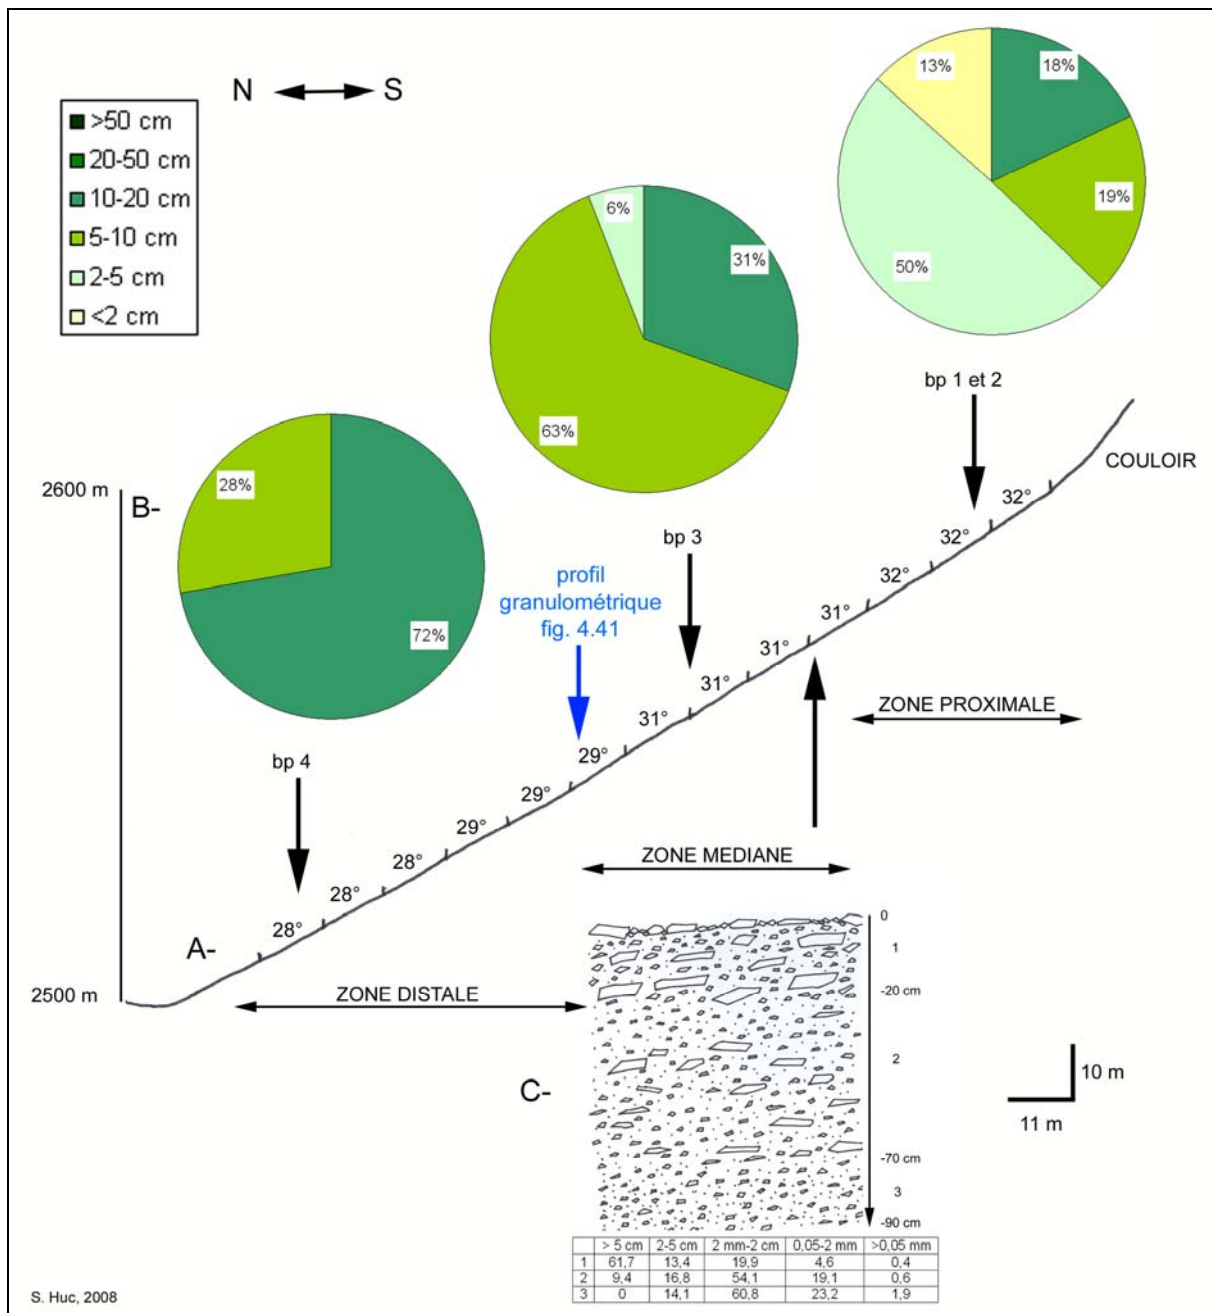 N S
>50 cm
20-50 cm
10-20 cm
5-10 cm
2-5 cm
<2 cm
13%
18%
19%
50%
6%
31%
63%
28%
72%
bp 1 et 2
COULOIR
2600 m
B-
bp 3
profil
granulométrique
fig. 4.41
bp 4
32°
32°
32°
31°
31°
31°
31°
29°
29°
29°
28°
28°
28°
ZONE PROXIMALE
ZONE MEDIANE
A-
2500 m
ZONE DISTALE
C-
0
1
-20 cm
2
-70 cm
3
-90 cm
10 m
11 m
> 5 cm 2-5 cm 2 mm-2 cm 0,05-2 mm >0,05 mm
1 61,7 13,4 19,9 4,6 0,4
2 9,4 16,8 54,1 19,1 0,6
3 0 14,1 60,8 23,2 1,9
S. Huc, 2008